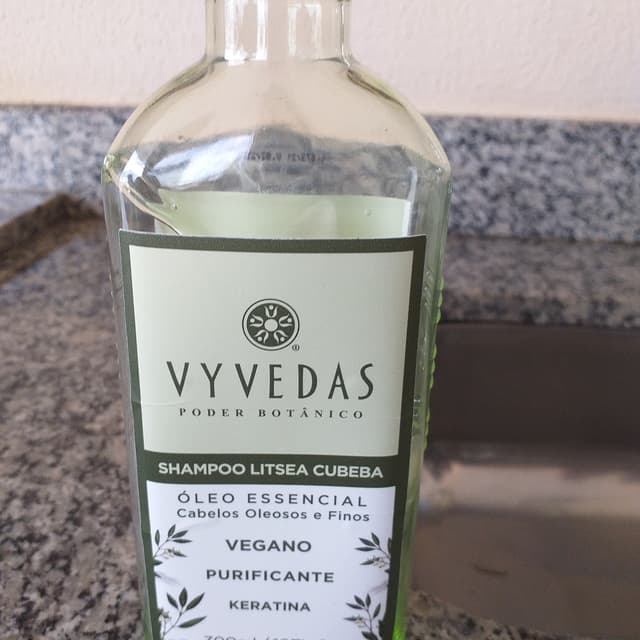 VYVEDAS
PODER BOTÂNICO
SHAMPOO LITSEA CUBEBA
ÓLEO ESSENCIAL
Cabelos Oleosos e Finos
VEGANO
PURIFICANTE
KERATINA